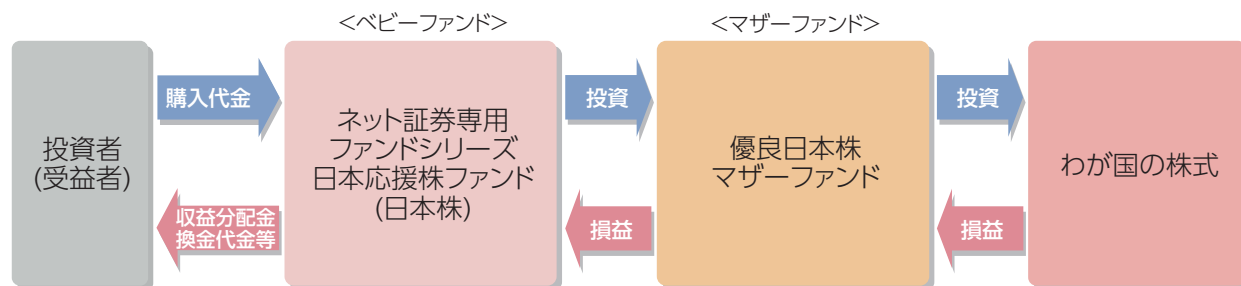 <ベビーファンド>
<マザーファンド>
投資者
(受益者)
購入代金
収益分配金
換金代金等
ネット証券専用
ファンドシリーズ
日本応援株ファンド
(日本株)
投資
損益
優良日本株
マザーファンド
投資
損益
わが国の株式